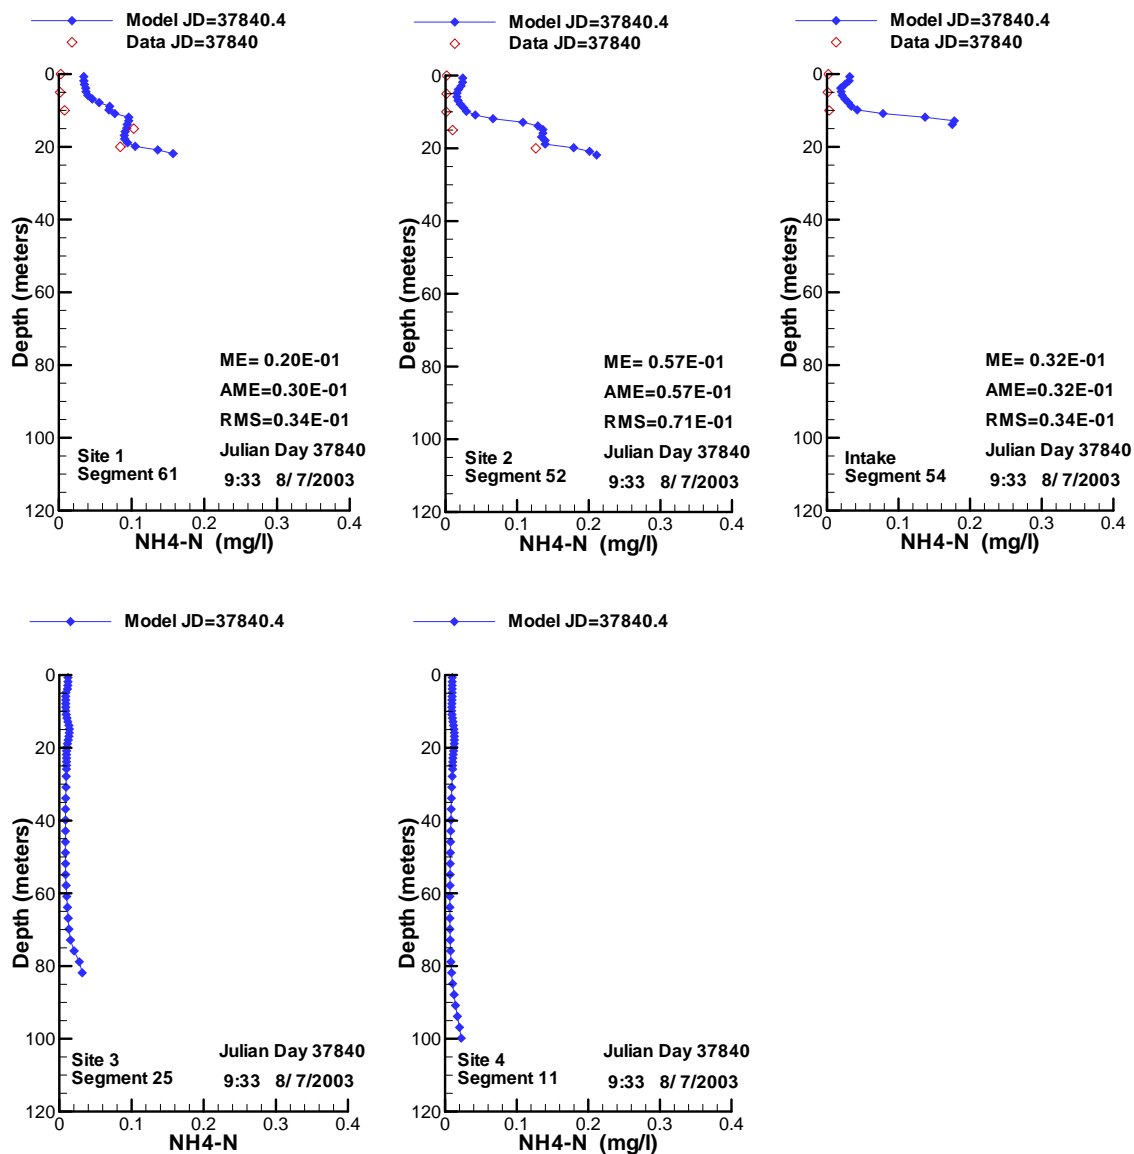 Model JD=37840.4
Data JD=37840
0
20
40
60
80
100
120
Depth (meters)
ME= 0.20E-01
AME=0.30E-01
RMS=0.34E-01
Julian Day 37840
Site 1
Segment 61
9:33 8/ 7/2003
0 0.1 0.2 0.3 0.4
NH4-N (mg/l)
Model JD=37840.4
Data JD=37840
0
20
40
60
80
100
120
Depth (meters)
ME= 0.57E-01
AME=0.57E-01
RMS=0.71E-01
Julian Day 37840
Site 2
Segment 52
9:33 8/ 7/2003
0 0.1 0.2 0.3 0.4
NH4-N (mg/l)
Model JD=37840.4
Data JD=37840
0
20
40
60
80
100
120
Depth (meters)
ME= 0.32E-01
AME=0.32E-01
RMS=0.34E-01
Julian Day 37840
Intake
Segment 54
9:33 8/ 7/2003
0 0.1 0.2 0.3 0.4
NH4-N (mg/l)
Model JD=37840.4
0
20
40
60
80
100
120
Depth (meters)
Julian Day 37840
Site 3
Segment 25
9:33 8/ 7/2003
0 0.1 0.2 0.3 0.4
NH4-N
Model JD=37840.4
0
20
40
60
80
100
120
Depth (meters)
Julian Day 37840
Site 4
Segment 11
9:33 8/ 7/2003
0 0.1 0.2 0.3 0.4
NH4-N (mg/l)